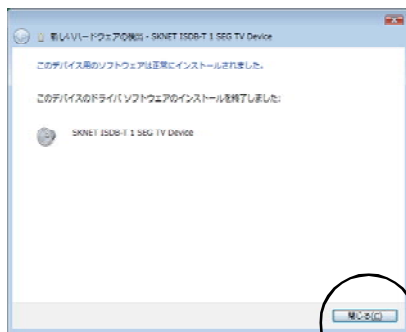 新しいハードウェアの検出 - SKNET ISDB-T 1 SEG TV Device
このデバイス用のソフトウェアは正常にインストールされました。
このデバイスのドライバ ソフトウェアのインストールを終了しました:
SKNET ISDB-T 1 SEG TV Device
閉じる(C)